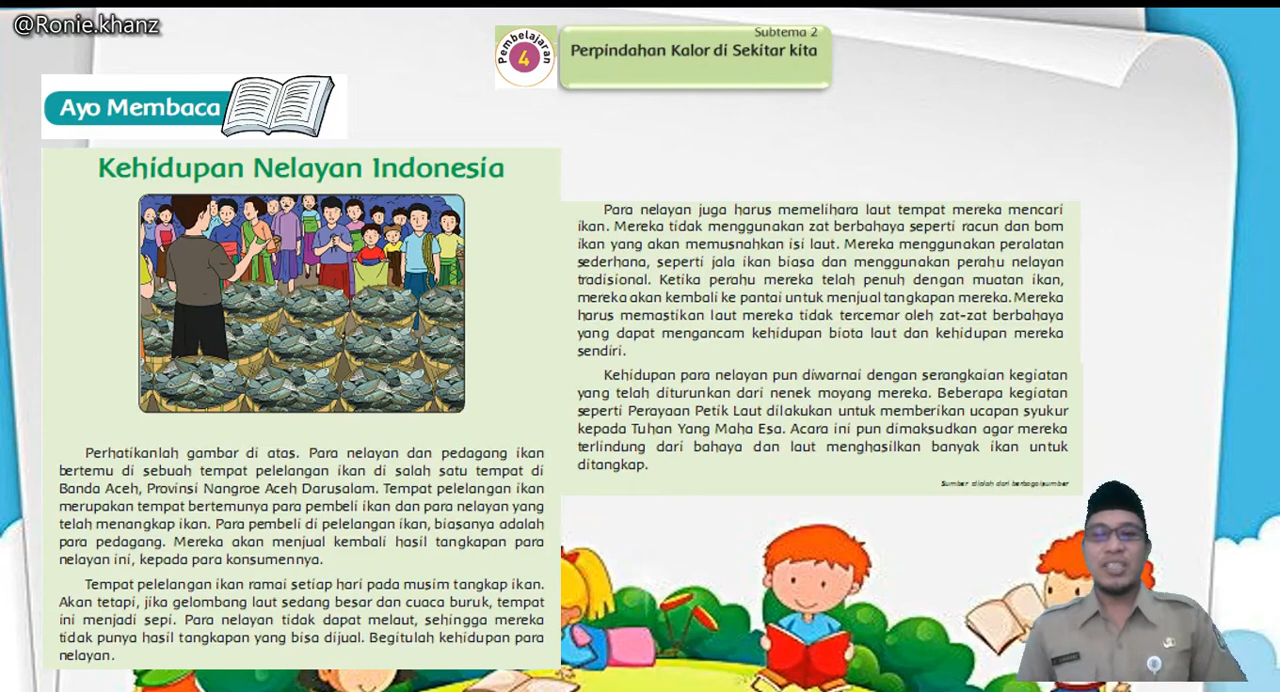 @Ronie.khanz
Pembelajaran
4
Subtema 2
Perpindahan Kalor di Sekitar kita
Ayo Membaca
Kehidupan Nelayan Indonesia
Perhatikanlah gambar di atas. Para nelayan dan pedagang ikan
bertemu di sebuah tempat pelelangan ikan di salah satu tempat di
Banda Aceh, Provinsi Nangroe Aceh Darusalam. Tempat pelelangan ikan
merupakan tempat bertemunya para pembeli ikan dan para nelayan yang
telah menangkap ikan. Para pembeli di pelelangan ikan, biasanya adalah
para pedagang. Mereka akan menjual kembali hasil tangkapan para
nelayan ini, kepada para konsumennya.
Tempat pelelangan ikan ramai setiap hari pada musim tangkap ikan.
Akan tetapi, jika gelombang laut sedang besar dan cuaca buruk, tempat
ini menjadi sepi. Para nelayan tidak dapat melaut, sehingga mereka
tidak punya hasil tangkapan yang bisa dijual. Begitulah kehidupan para
nelayan.
Para nelayan juga harus memelihara laut tempat mereka mencari
ikan. Mereka tidak menggunakan zat berbahaya seperti racun dan bom
ikan yang akan memusnahkan isi laut. Mereka menggunakan peralatan
sederhana, seperti jala ikan biasa dan menggunakan perahu nelayan
tradisional. Ketika perahu mereka telah penuh dengan muatan ikan,
mereka akan kembali ke pantai untuk menjual tangkapan mereka. Mereka
harus memastikan laut mereka tidak tercemar oleh zat-zat berbahaya
yang dapat mengancam kehidupan biota laut dan kehidupan mereka
sendiri.
Kehidupan para nelayan pun diwarnai dengan serangkaian kegiatan
yang telah diturunkan dari nenek moyang mereka. Beberapa kegiatan
seperti Perayaan Petik Laut dilakukan untuk memberikan ucapan syukur
kepada Tuhan Yang Maha Esa. Acara ini pun dimaksudkan agar mereka
terlindung dari bahaya dan laut menghasilkan banyak ikan untuk
ditangkap.
Sumber diolah dari berbagai sumber